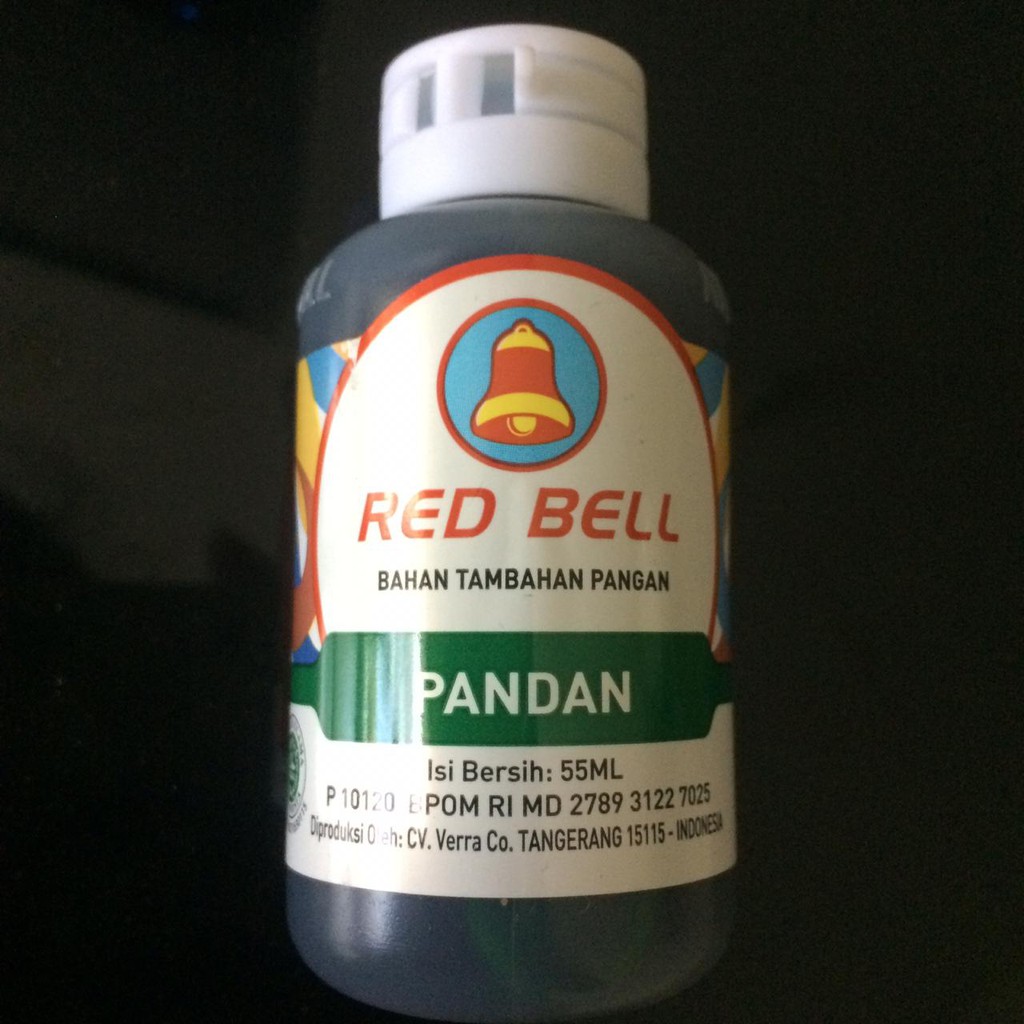 RED BELL
BAHAN TAMBAHAN PANGAN
PANDAN
Isi Bersih: 55ML
P 10120 BPOM RI MD 2789 3122 7025
Diproduksi Oleh: CV. Verra Co. TANGERANG 15115 - INDONESIA